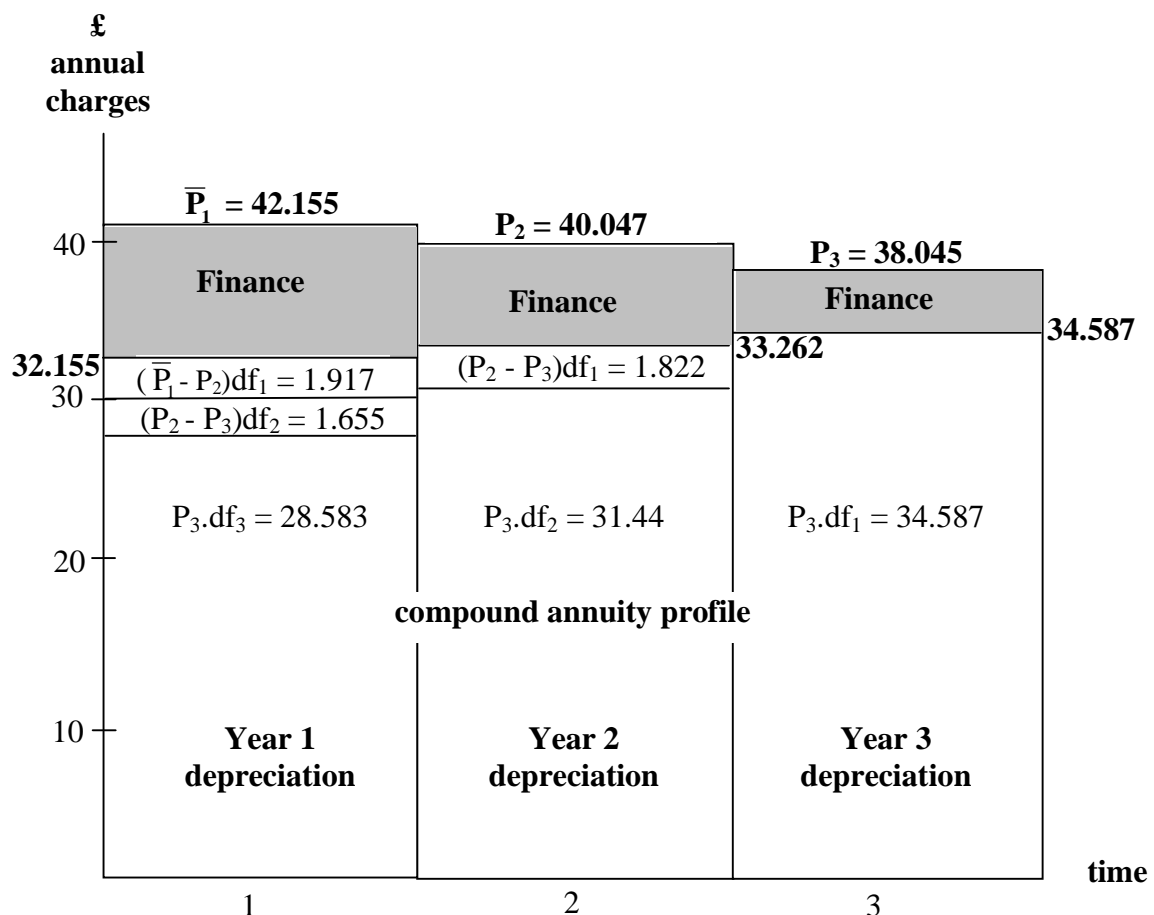 £
annual
charges
P̅₁ = 42.155
P₂ = 40.047
P₃ = 38.045
40
Finance
Finance
Finance
34.587
33.262
32.155
(P̅₁ - P₂)df₁ = 1.917
(P₂ - P₃)df₁ = 1.822
30
(P₂ - P₃)df₂ = 1.655
P₃.df₃ = 28.583
P₃.df₂ = 31.44
P₃.df₁ = 34.587
20
compound annuity profile
10
Year 1
depreciation
Year 2
depreciation
Year 3
depreciation
time
1
2
3